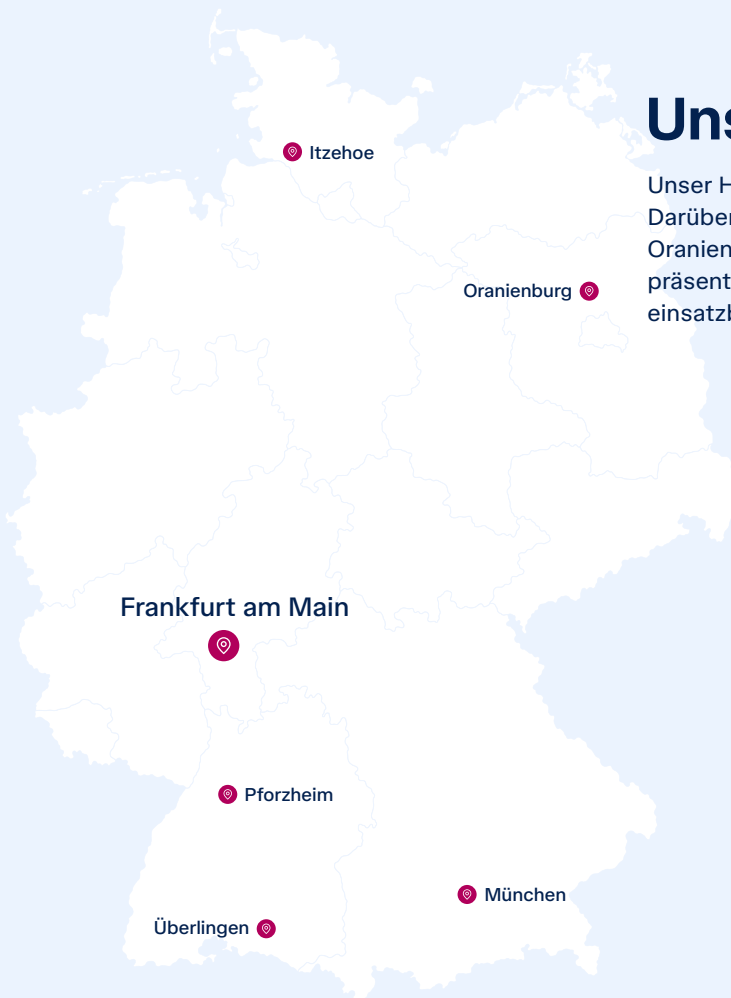 Uns
Unser H
Darüber
Oranien
präsent
einsatzb
Itzehoe
Oranienburg
Frankfurt am Main
Pforzheim
München
Überlingen